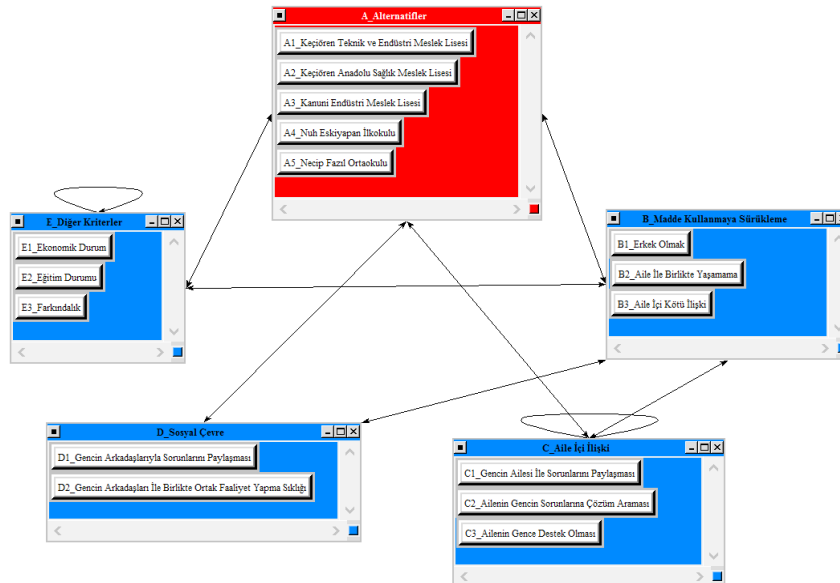 A_Alternatifler
A1_Keçiören Teknik ve Endüstri Meslek Lisesi
A2_Keçiören Anadolu Sağlık Meslek Lisesi
A3_Kanuni Endüstri Meslek Lisesi
A4_Nuh Eskiyapan İlkokulu
A5_Necip Fazıl Ortaokulu
E_Diğer Kriterler
E1_Ekonomik Durum
E2_Eğitim Durumu
E3_Farkındalık
B_Madde Kullanmaya Sürükleme
B1_Erkek Olmak
B2_Aile İle Birlikte Yaşamama
B3_Aile İçi Kötü İlişki
D_Sosyal Çevre
D1_Gencin Arkadaşlarıyla Sorunlarını Paylaşması
D2_Gencin Arkadaşları İle Birlikte Ortak Faaliyet Yapma Sıklığı
C_Aile İçi İlişki
C1_Gencin Ailesi İle Sorunlarını Paylaşması
C2_Ailenin Gencin Sorunlarına Çözüm Araması
C3_Ailenin Gence Destek Olması